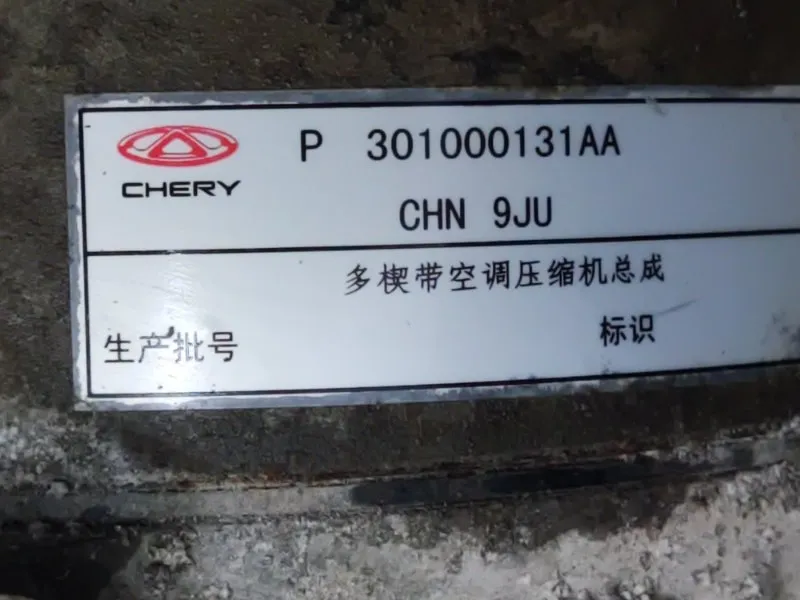 P 301000131AA
CHERY
CHN 9JU
多楔带空调压缩机总成
生产批号 标识